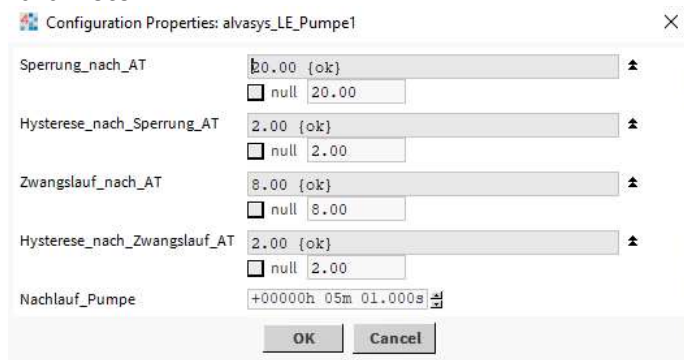 Configuration Properties: alvasys_LE_Pumpe1
Sperrung_nach_AT 20.00 {ok}
null 20.00
Hysterese_nach_Sperrung_AT 2.00 {ok}
null 2.00
Zwangslauf_nach_AT 8.00 {ok}
null 8.00
Hysterese_nach_Zwangslauf_AT 2.00 {ok}
null 2.00
Nachlauf_Pumpe +00000h 05m 01.000s
OK Cancel